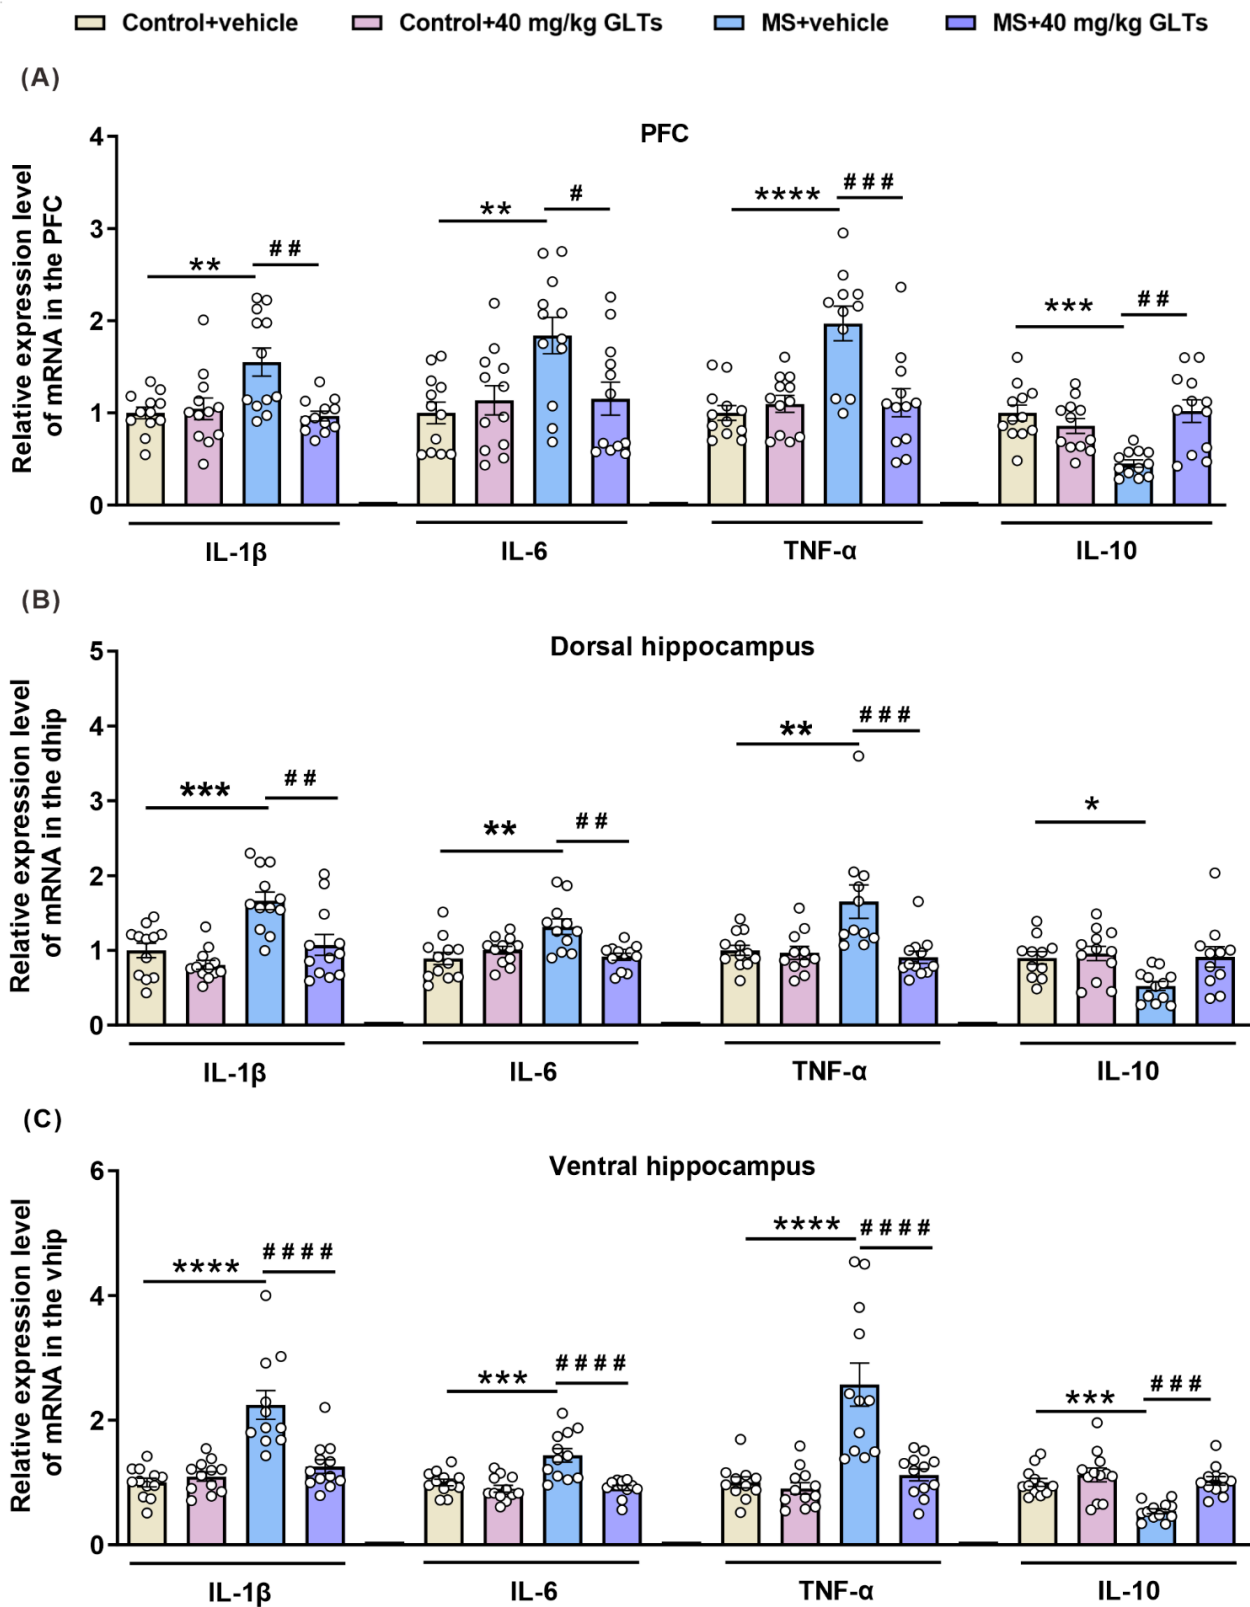 Control+vehicle Control+40 mg/kg GLTs MS+vehicle MS+40 mg/kg GLTs
(A)
PFC
Relative expression level
of mRNA in the PFC
4
3
2
1
0
** ##
** #
**** ###
*** ##
IL-1β IL-6 TNF-α IL-10
(B)
Dorsal hippocampus
Relative expression level
of mRNA in the dhip
5
4
3
2
1
0
*** ##
** ##
** ###
*
IL-1β IL-6 TNF-α IL-10
(C)
Ventral hippocampus
Relative expression level
of mRNA in the vhip
6
4
2
0
**** ####
*** ####
**** ####
*** ###
IL-1β IL-6 TNF-α IL-10